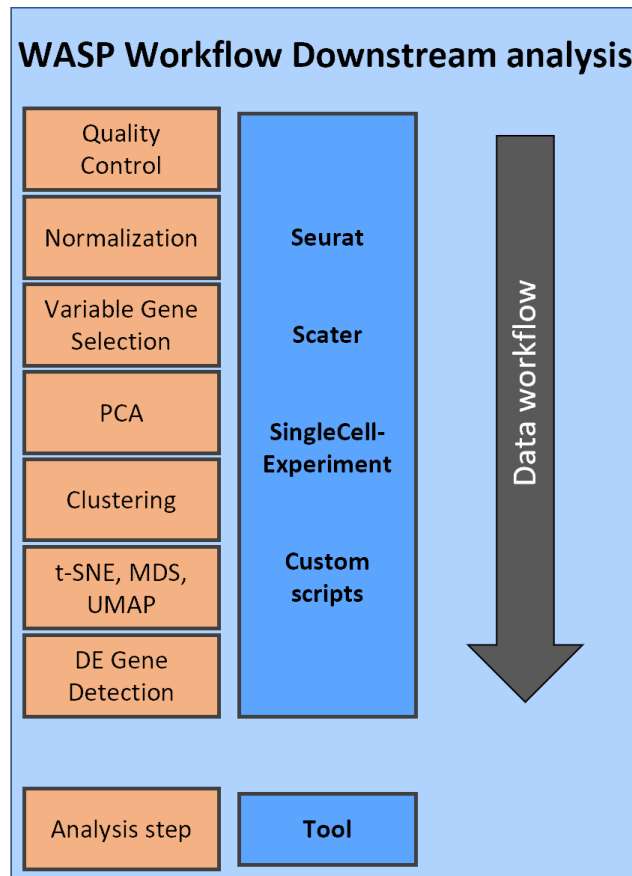 WASP Workflow Downstream analysis
Quality
Control
Normalization
Variable Gene
Selection
PCA
Clustering
t-SNE, MDS,
UMAP
DE Gene
Detection
Seurat
Scater
SingleCell-
Experiment
Custom
scripts
Data workflow
Analysis step
Tool